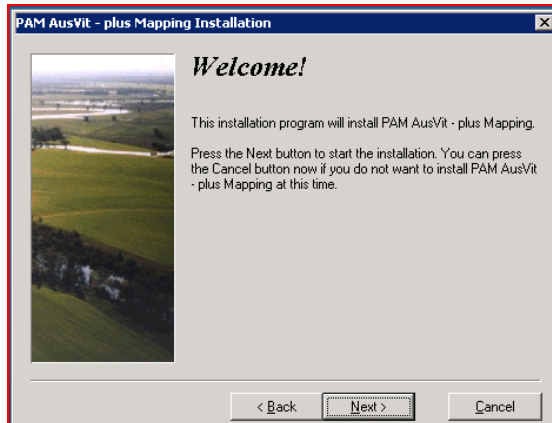 PAM AusVit - plus Mapping Installation
Welcome!
This installation program will install PAM AusVit - plus Mapping.
Press the Next button to start the installation. You can press
the Cancel button now if you do not want to install PAM AusVit
- plus Mapping at this time.
< Back
Next >
Cancel